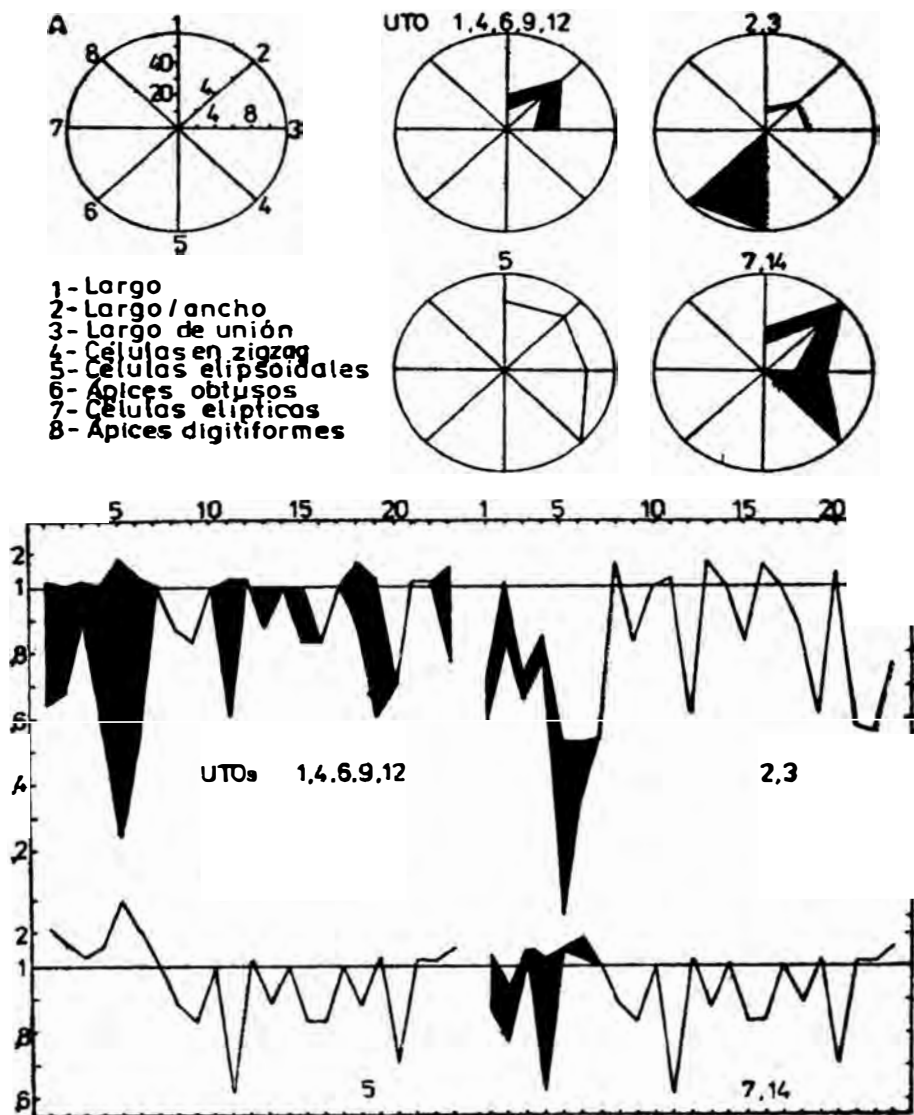 A
1
8
2
40
20
4
4 8
7
3
6
4
5
UTO 1,4,6,9,12
2,3
5
7,14
1- Largo
2- Largo/ancho
3- Largo de unión
4- Células en zigzag
5- Células elipsoidales
6- Ápices obtusos
7- Células elípticas
8- Ápices digitiformes
5 10 15 20 1 5 10 15 20
2
1
,8
,6
,4
,2
UTOs 1,4.6.9,12
2,3
2
1
,8
,6
5
7,14